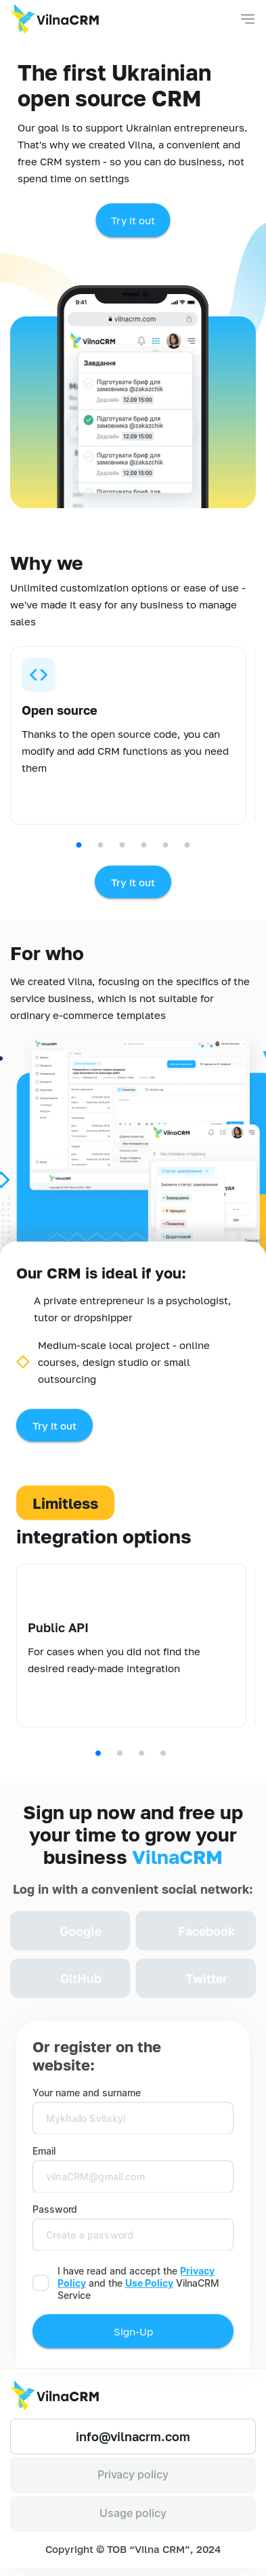 VilnaCRM
The first Ukrainian
open source CRM
Our goal is to support Ukrainian entrepreneurs.
That's why we created Vilna, a convenient and
free CRM system - so you can do business, not
spend time on settings
Try it out
9:41
vilnacrm.com
VilnaCRM
Завдання
Підготувати бриф для
замовника @zakazchik
Дедлайн 12.09 15:00
Підготувати бриф для
замовника @zakazchik
Дедлайн 12.09 15:00
Підготувати бриф для
замовника @zakazchik
Дедлайн 12.09 15:00
Підготувати бриф для
замовника @zakazchik
Дедлайн 12.09 15:00
Why we
Unlimited customization options or ease of use -
we've made it easy for any business to manage
sales
Open source
Thanks to the open source code, you can
modify and add CRM functions as you need
them
Try it out
For who
We created Vilna, focusing on the specifics of the
service business, which is not suitable for
ordinary e-commerce templates
VilnaCRM
VilnaCRM
Статус замовлення
Змінити статус замовлення
Завершено
У процесі
Помилка
Додатковий
VilnaCRM
Our CRM is ideal if you:
A private entrepreneur is a psychologist,
tutor or dropshipper
Medium-scale local project - online
courses, design studio or small
outsourcing
Try it out
Limitless
integration options
Public API
For cases when you did not find the
desired ready-made integration
Sign up now and free up
your time to grow your
business VilnaCRM
Log in with a convenient social network:
Google
Facebook
GitHub
Twitter
Or register on the
website:
Your name and surname
Mykhailo Svitskyi
Email
vilnaCRM@gmail.com
Password
Create a password
I have read and accept the Privacy
Policy and the Use Policy VilnaCRM
Service
Sign-Up
VilnaCRM
info@vilnacrm.com
Privacy policy
Usage policy
Copyright © ТОВ “Vilna CRM”, 2024